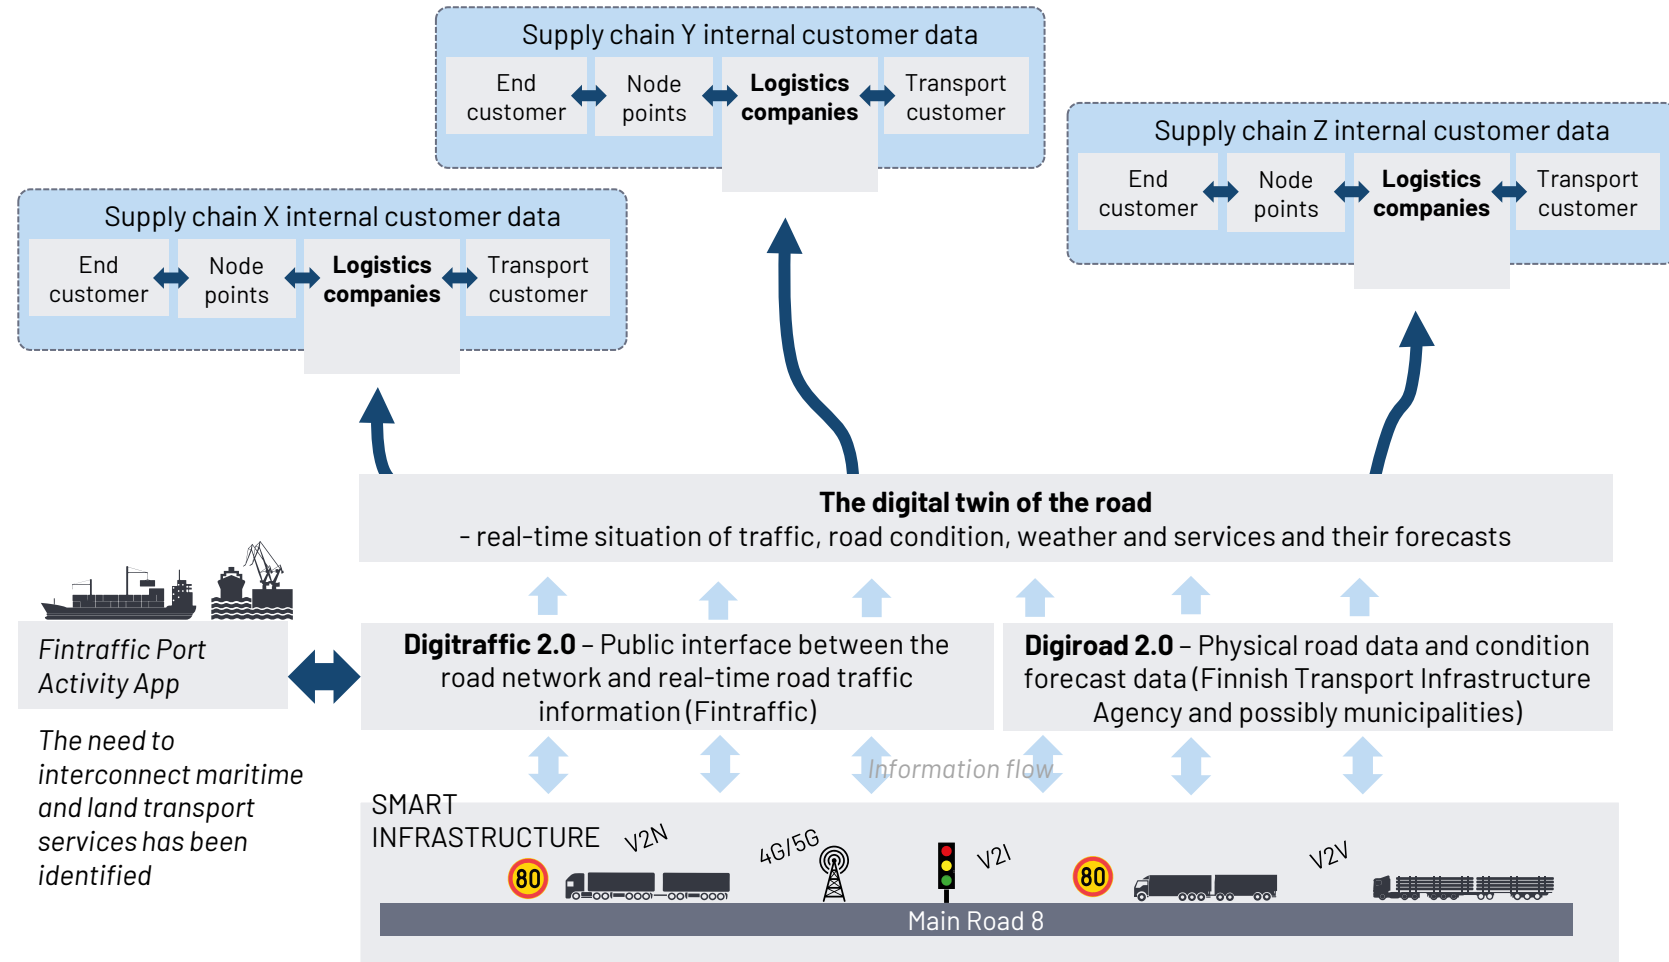 Supply chain Y internal customer data
End
customer
Node
points
Logistics
companies
Transport
customer
Supply chain Z internal customer data
End
customer
Node
points
Logistics
companies
Transport
customer
Supply chain X internal customer data
End
customer
Node
points
Logistics
companies
Transport
customer
The digital twin of the road
- real-time situation of traffic, road condition, weather and services and their forecasts
Fintraffic Port
Activity App
Digitraffic 2.0 – Public interface between the
road network and real-time road traffic
information (Fintraffic)
Digiroad 2.0 – Physical road data and condition
forecast data (Finnish Transport Infrastructure
Agency and possibly municipalities)
The need to
interconnect maritime
and land transport
services has been
identified
Information flow
SMART
INFRASTRUCTURE
V2N
4G/5G
V2I
V2V
80
80
Main Road 8